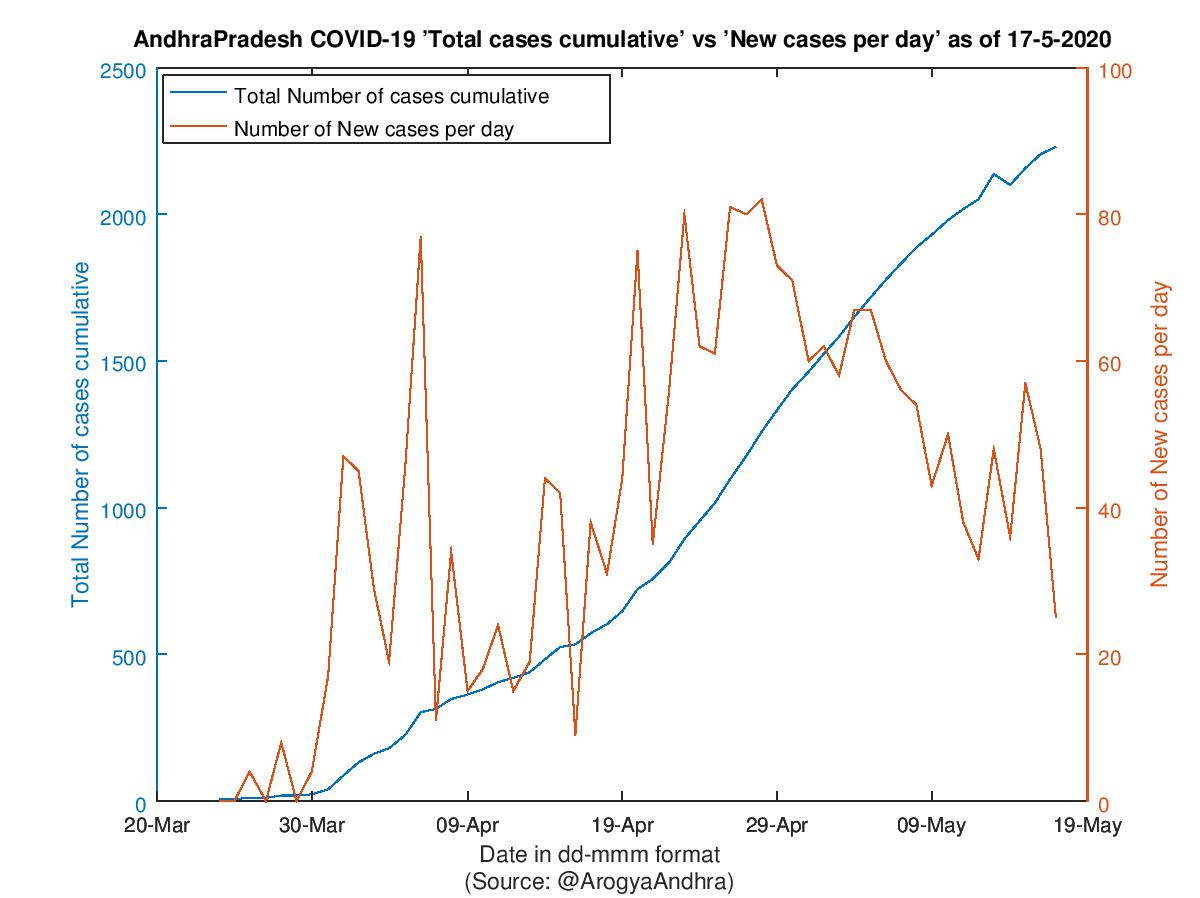 AndhraPradesh COVID-19 ’Total cases cumulative’ vs ’New cases per day’ as of 17-5-2020
Total Number of cases cumulative
Number of New cases per day
2500
2000
1500
1000
500
0
Total Number of cases cumulative
100
80
60
40
20
0
Number of New cases per day
20-Mar 30-Mar 09-Apr 19-Apr 29-Apr 09-May 19-May
Date in dd-mmm format
(Source: @ArogyaAndhra)